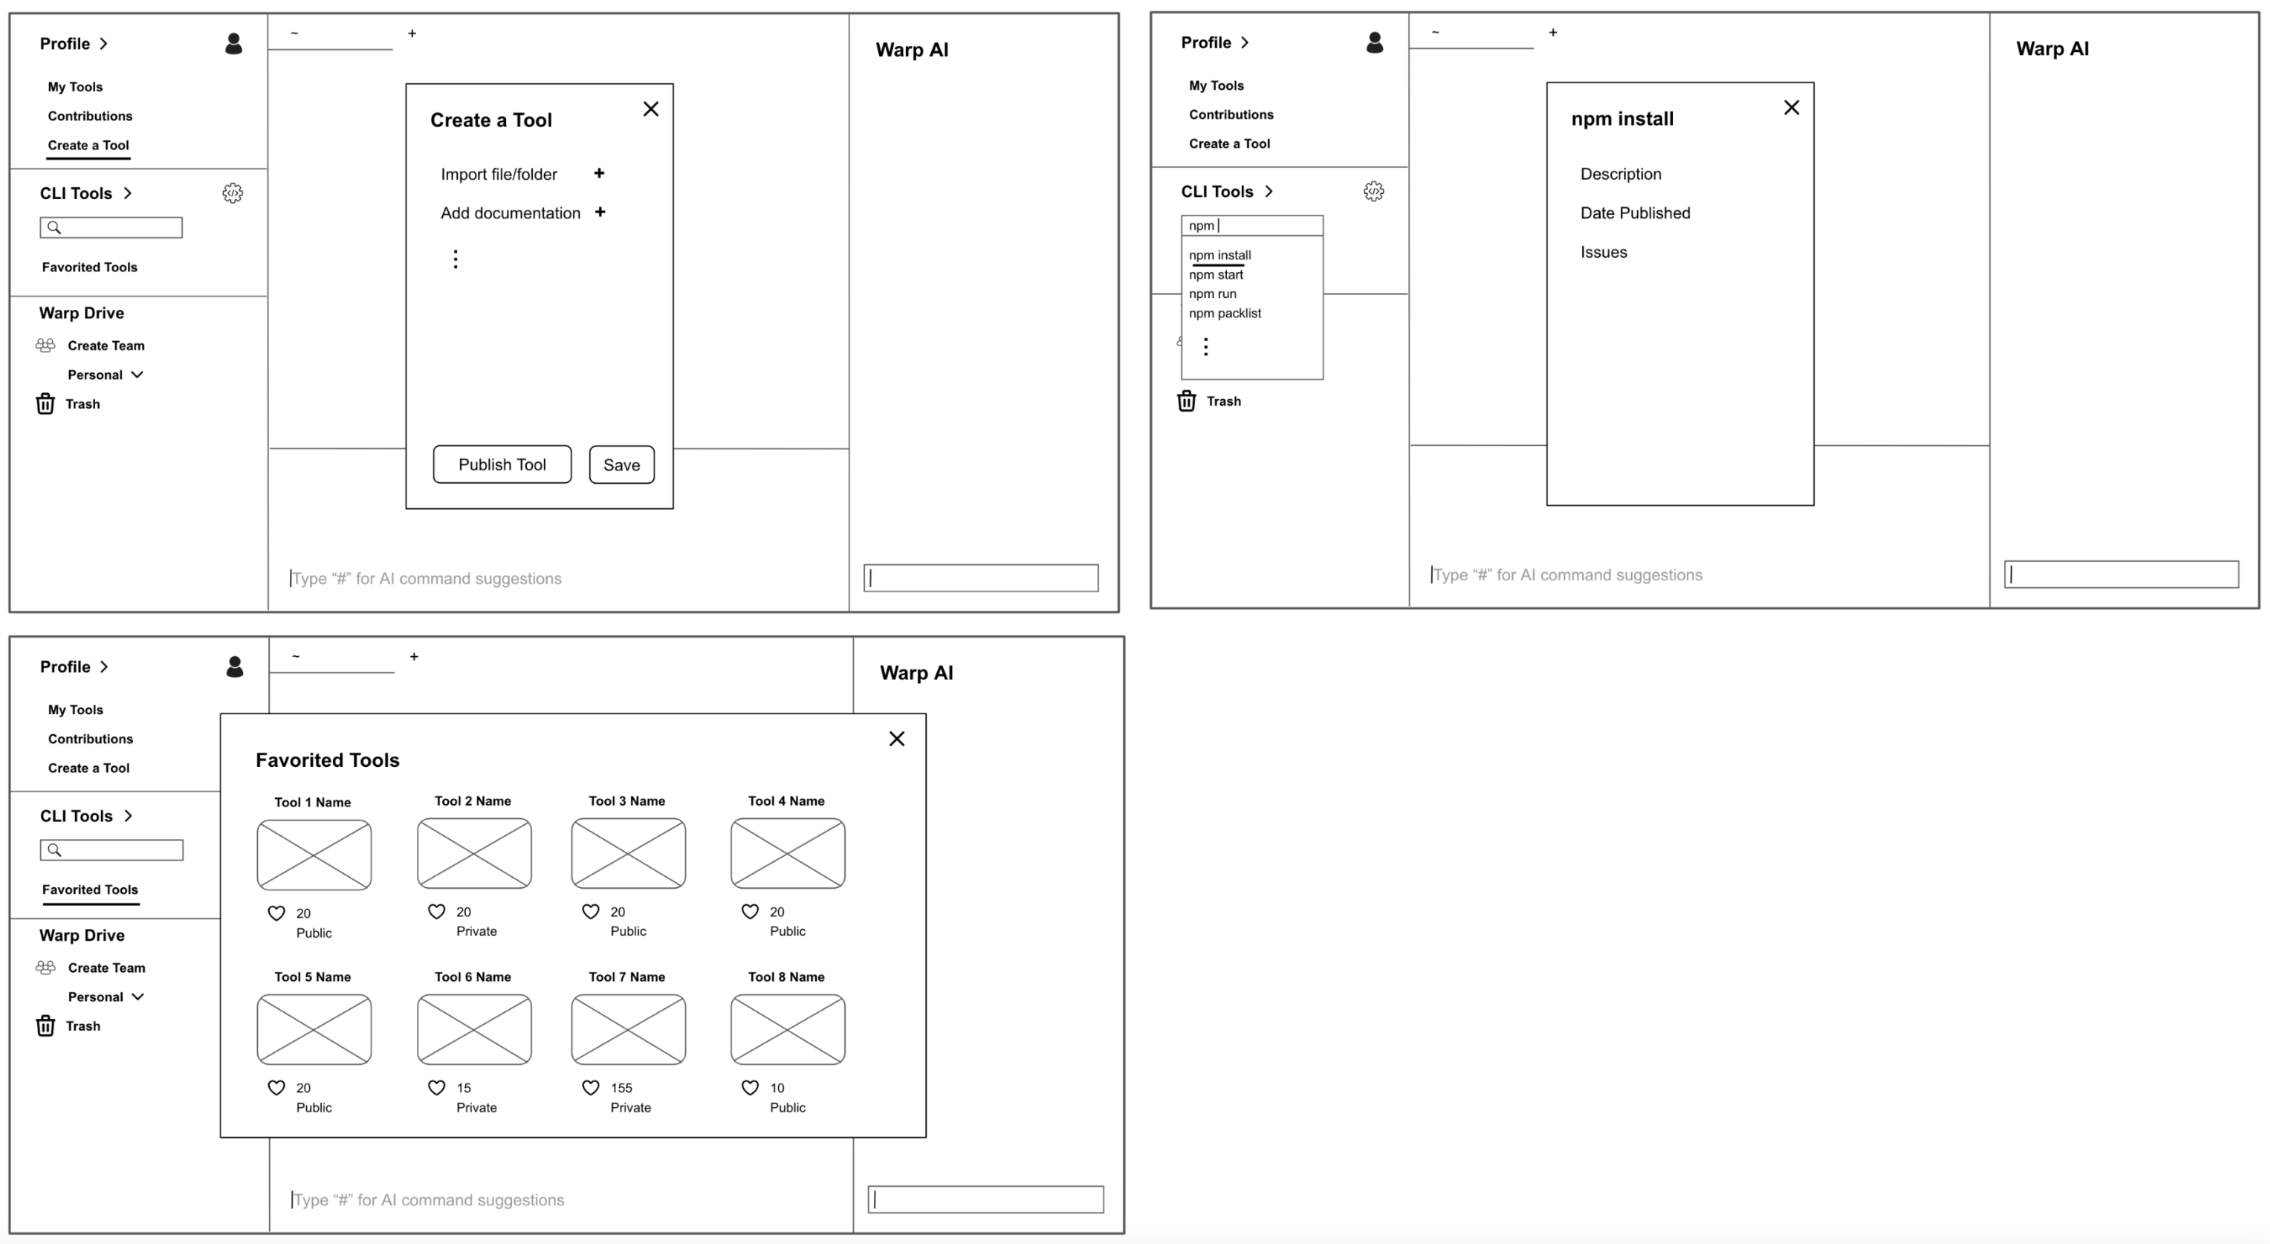 Profile
My Tools
Contributions
Create a Tool
CLI Tools
Favorited Tools
Warp Drive
Create Team
Personal
Trash
~ +
Create a Tool
Import file/folder +
Add documentation +
Publish Tool Save
Type “#” for AI command suggestions
Warp AI
Profile
My Tools
Contributions
Create a Tool
CLI Tools
npm
npm install
npm start
npm run
npm packlist
Trash
~ +
npm install
Description
Date Published
Issues
Type “#” for AI command suggestions
Warp AI
Profile
My Tools
Contributions
Create a Tool
CLI Tools
Favorited Tools
Warp Drive
Create Team
Personal
Trash
~ +
Favorited Tools
Tool 1 Name Tool 2 Name Tool 3 Name Tool 4 Name
20 20 20 20
Public Private Public Public
Tool 5 Name Tool 6 Name Tool 7 Name Tool 8 Name
20 15 155 10
Public Private Private Public
Type “#” for AI command suggestions
Warp AI